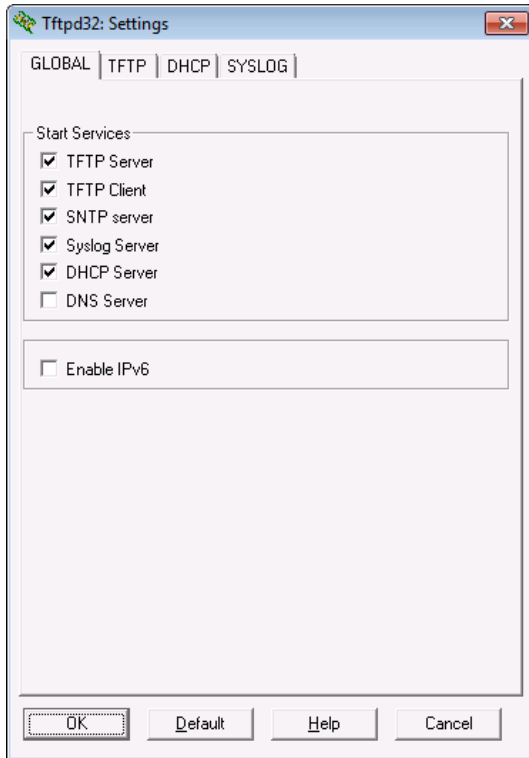 Tftpd32: Settings
GLOBAL TFTP DHCP SYSLOG
Start Services
TFTP Server
TFTP Client
SNTP server
Syslog Server
DHCP Server
DNS Server
Enable IPv6
OK Default Help Cancel